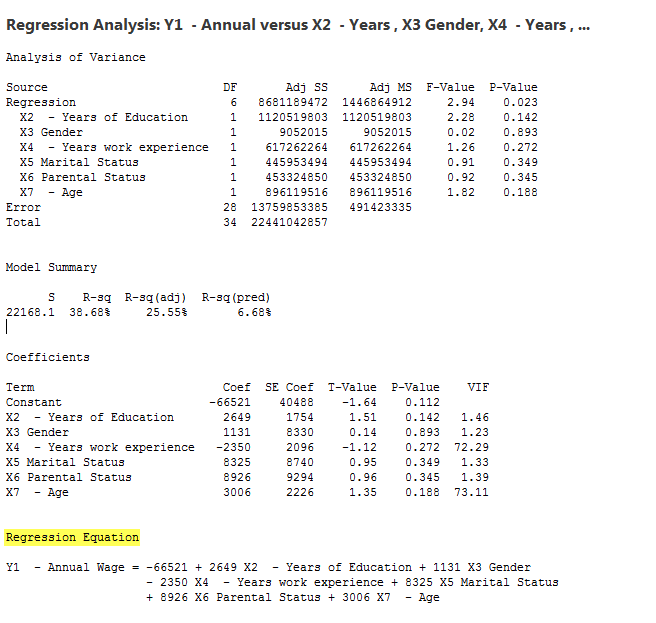 Regression Analysis: Y1 - Annual versus X2 - Years , X3 Gender, X4 - Years , ...
Analysis of Variance
Source DF Adj SS Adj MS F-Value P-Value
Regression 6 8681189472 1446864912 2.94 0.023
X2 - Years of Education 1 1120519803 1120519803 2.28 0.142
X3 Gender 1 9052015 9052015 0.02 0.893
X4 - Years work experience 1 617262264 617262264 1.26 0.272
X5 Marital Status 1 445953494 445953494 0.91 0.349
X6 Parental Status 1 453324850 453324850 0.92 0.345
X7 - Age 1 896119516 896119516 1.82 0.188
Error 28 13759853385 491423335
Total 34 22441042857
Model Summary
S R-sq R-sq(adj) R-sq(pred)
22168.1 38.68% 25.55% 6.68%
Coefficients
Term Coef SE Coef T-Value P-Value VIF
Constant -66521 40488 -1.64 0.112
X2 - Years of Education 2649 1754 1.51 0.142 1.46
X3 Gender 1131 8330 0.14 0.893 1.23
X4 - Years work experience -2350 2096 -1.12 0.272 72.29
X5 Marital Status 8325 8740 0.95 0.349 1.33
X6 Parental Status 8926 9294 0.96 0.345 1.39
X7 - Age 3006 2226 1.35 0.188 73.11
Regression Equation
Y1 - Annual Wage = -66521 + 2649 X2 - Years of Education + 1131 X3 Gender
- 2350 X4 - Years work experience + 8325 X5 Marital Status
+ 8926 X6 Parental Status + 3006 X7 - Age